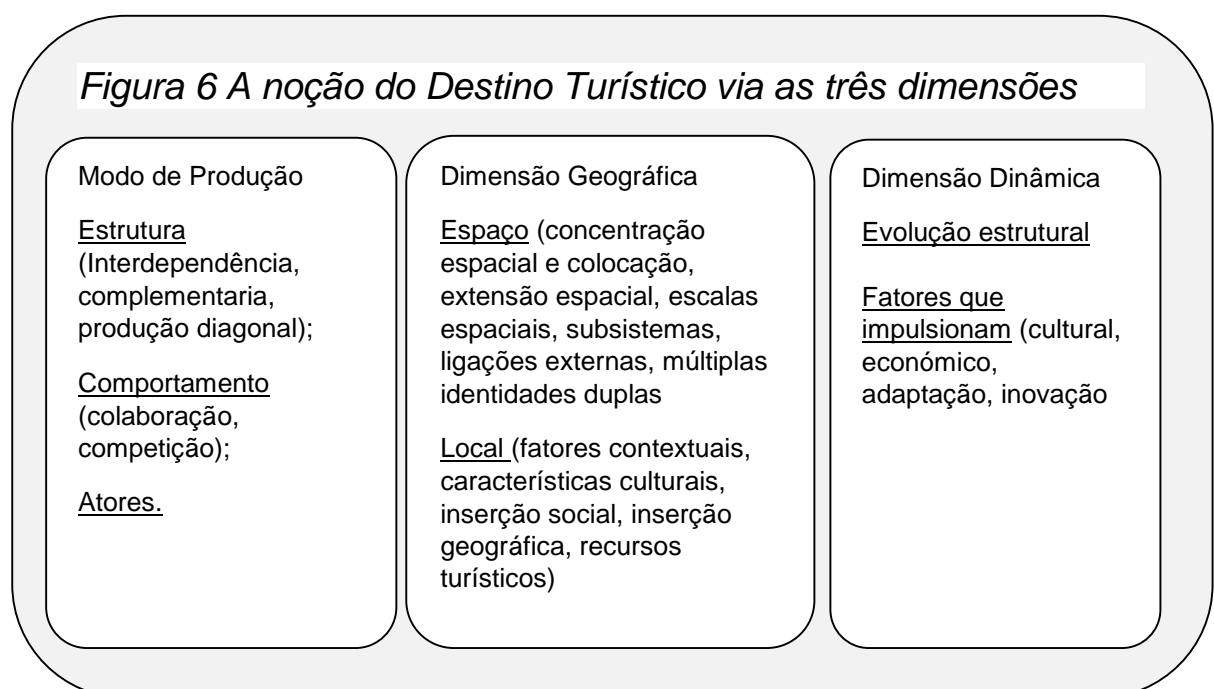 Figura 6 A noção do Destino Turístico via as três dimensões
Modo de Produção
Estrutura
(Interdependência,
complementaria,
produção diagonal);
Comportamento
(colaboração,
competição);
Atores.
Dimensão Geográfica
Espaço (concentração
espacial e colocação,
extensão espacial, escalas
espaciais, subsistemas,
ligações externas, múltiplas
identidades duplas
Local (fatores contextuais,
características culturais,
inserção social, inserção
geográfica, recursos
turísticos)
Dimensão Dinâmica
Evolução estrutural
Fatores que
impulsionam (cultural,
económico,
adaptação, inovação